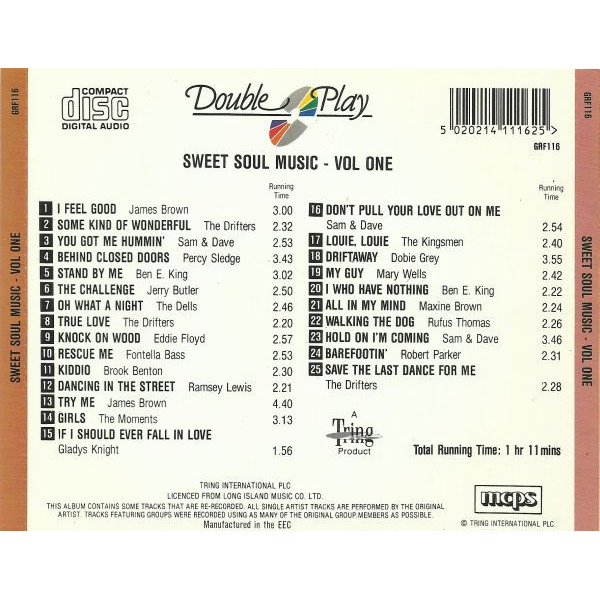 GRF116
SWEET SOUL MUSIC - VOL ONE
COMPACT
disc
DIGITAL AUDIO
Double Play
5 020214 111625
GRF116
SWEET SOUL MUSIC - VOL ONE
Running
Time
1 I FEEL GOOD James Brown 3.00
2 SOME KIND OF WONDERFUL The Drifters 2.32
3 YOU GOT ME HUMMIN' Sam & Dave 2.53
4 BEHIND CLOSED DOORS Percy Sledge 3.43
5 STAND BY ME Ben E. King 3.02
6 THE CHALLENGE Jerry Butler 2.50
7 OH WHAT A NIGHT The Dells 2.46
8 TRUE LOVE The Drifters 2.20
9 KNOCK ON WOOD Eddie Floyd 2.57
10 RESCUE ME Fontella Bass 2.53
11 KIDDIO Brook Benton 2.30
12 DANCING IN THE STREET Ramsey Lewis 2.21
13 TRY ME James Brown 4.40
14 GIRLS The Moments 3.13
15 IF I SHOULD EVER FALL IN LOVE
Gladys Knight 1.56
Running
Time
16 DON'T PULL YOUR LOVE OUT ON ME
Sam & Dave 2.54
17 LOUIE, LOUIE The Kingsmen 2.40
18 DRIFTAWAY Dobie Grey 3.55
19 MY GUY Mary Wells 2.42
20 I WHO HAVE NOTHING Ben E. King 2.22
21 ALL IN MY MIND Maxine Brown 2.24
22 WALKING THE DOG Rufus Thomas 2.26
23 HOLD ON I'M COMING Sam & Dave 3.46
24 BAREFOOTIN' Robert Parker 2.31
25 SAVE THE LAST DANCE FOR ME
The Drifters 2.28
A
Tring
Product
Total Running Time: 1 hr 11mins
TRING INTERNATIONAL PLC
LICENCED FROM LONG ISLAND MUSIC CO. LTD.
THIS ALBUM CONTAINS SOME TRACKS THAT ARE RE-RECORDED. ALL SINGLE ARTIST TRACKS ARE PERFORMED BY THE ORIGINAL
ARTIST. TRACKS FEATURING GROUPS WERE RECORDED USING AS MANY OF THE ORIGINAL GROUP.MEMBERS AS POSSIBLE.
Manufactured in the EEC
mcps
© TRING INTERNATIONAL PLC.
GRF116
SWEET SOUL MUSIC - VOL ONE